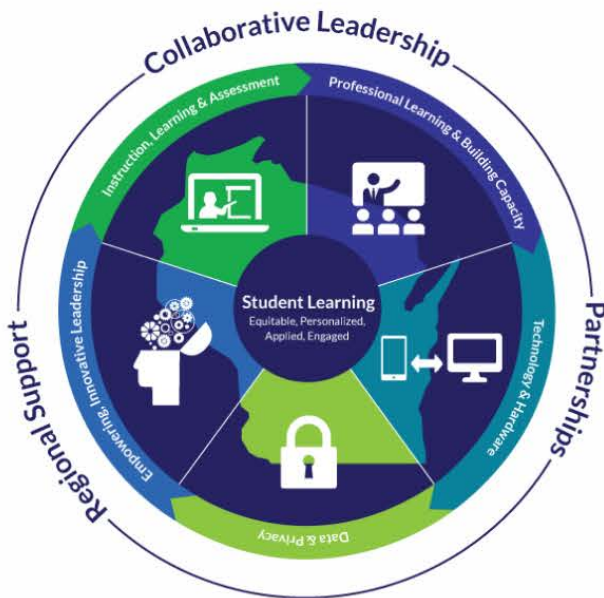 Collaborative Leadership
Instruction, Learning & Assessment
Professional Learning & Building Capacity
Student Learning
Equitable, Personalized,
Applied, Engaged
Empowering, Innovative Leadership
Technology & Hardware
Data & Privacy
Regional Support
Partnerships